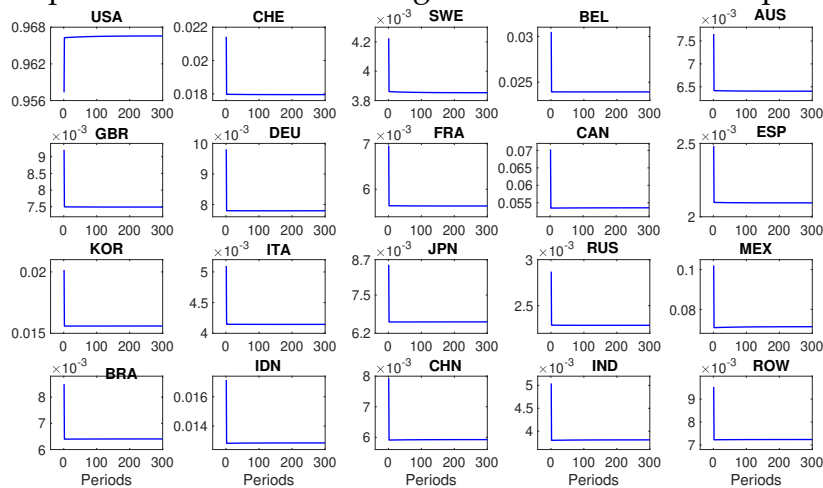 USA
0.968
0.962
0.956
0 100 200 300
CHE
0.022
0.02
0.018
0 100 200 300
SWE
×10⁻³
4.2
4
3.8
0 100 200 300
BEL
0.03
0.025
0 100 200 300
AUS
×10⁻³
7.5
6.5
0 100 200 300
GBR
×10⁻³
9
8.5
8
7.5
0 100 200 300
DEU
×10⁻³
10
9
8
0 100 200 300
FRA
×10⁻³
7
6
0 100 200 300
CAN
0.07
0.065
0.06
0.055
0 100 200 300
ESP
×10⁻³
2.5
2
0 100 200 300
KOR
0.02
0.015
0 100 200 300
ITA
×10⁻³
5
4.5
4
0 100 200 300
JPN
×10⁻³
8.7
7.5
6.2
0 100 200 300
RUS
×10⁻³
3
2.5
2
0 100 200 300
MEX
0.1
0.08
0 100 200 300
BRA
×10⁻³
8
7
6
0 100 200 300
Periods
IDN
0.016
0.014
0 100 200 300
Periods
CHN
×10⁻³
8
7
6
0 100 200 300
Periods
IND
×10⁻³
5
4.5
4
3.5
0 100 200 300
Periods
ROW
×10⁻³
9
8
7
0 100 200 300
Periods